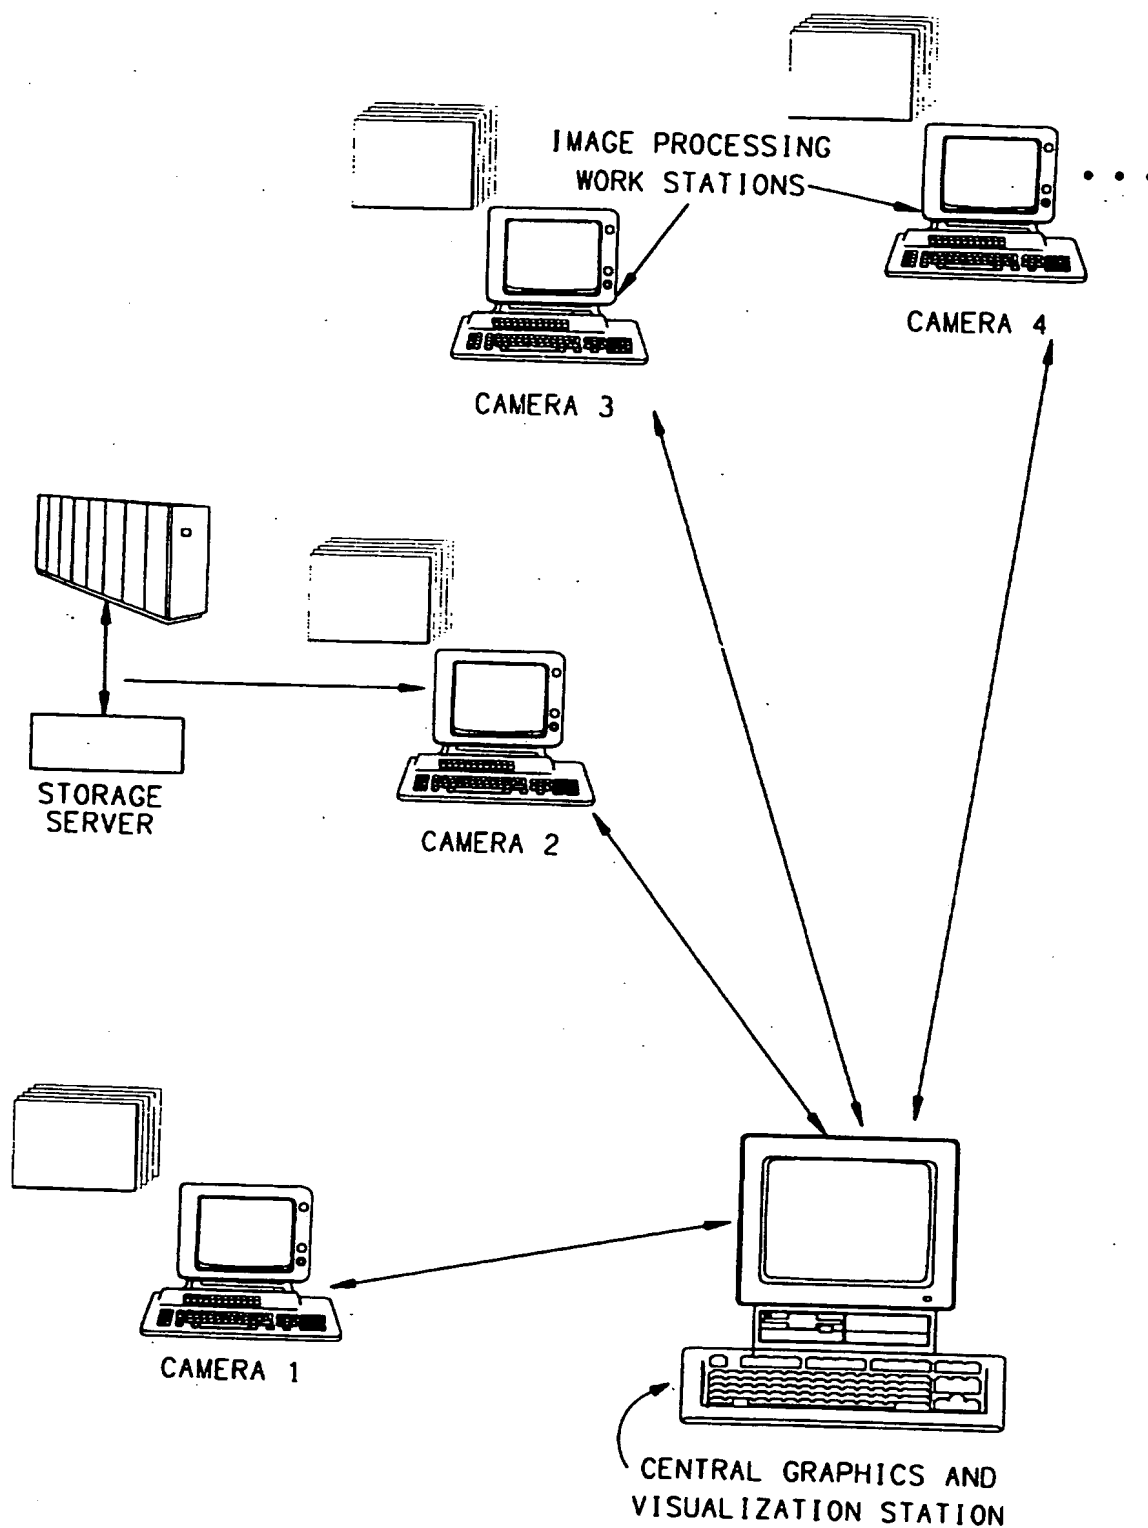 IMAGE PROCESSING
WORK STATIONS
CAMERA 4
CAMERA 3
STORAGE
SERVER
CAMERA 2
CAMERA 1
CENTRAL GRAPHICS AND
VISUALIZATION STATION